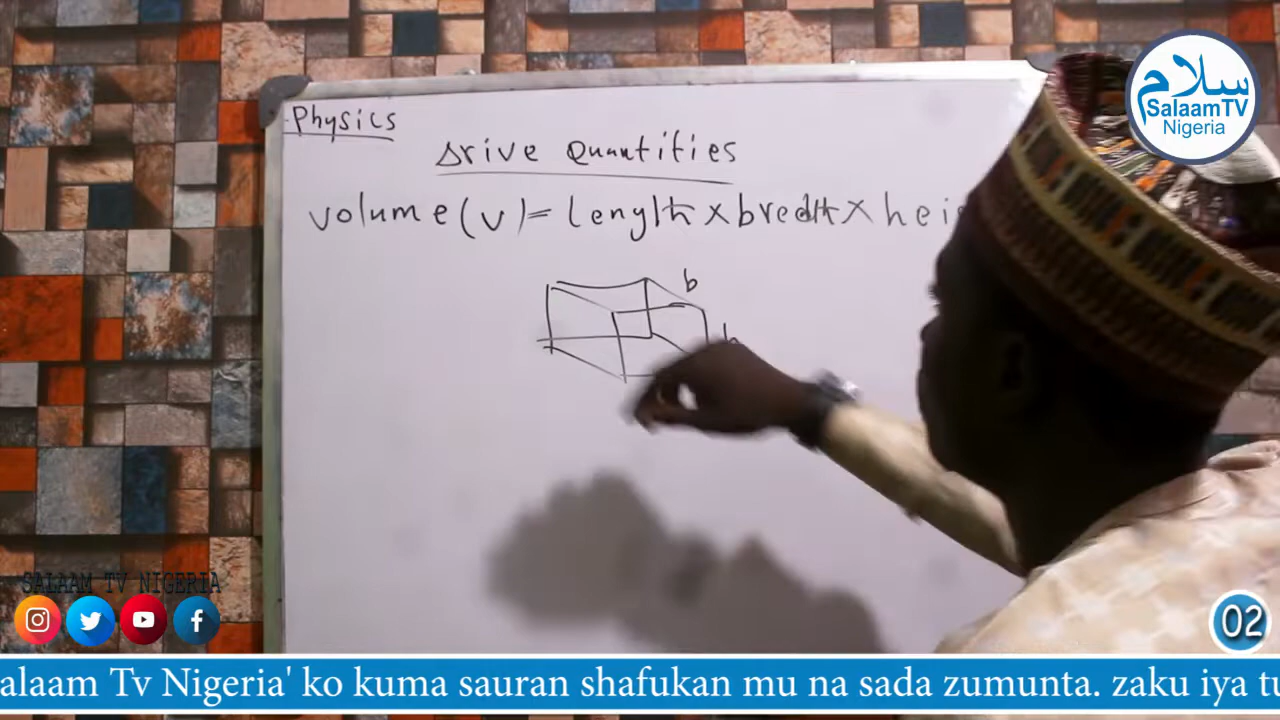 Physics
Drive Quantities
volume (v) = length × bredth × heig
b
h
سلام
SalaamTV
Nigeria
SALAAM TV NIGERIA
02
alaam Tv Nigeria' ko kuma sauran shafukan mu na sada zumunta. zaku iya tu